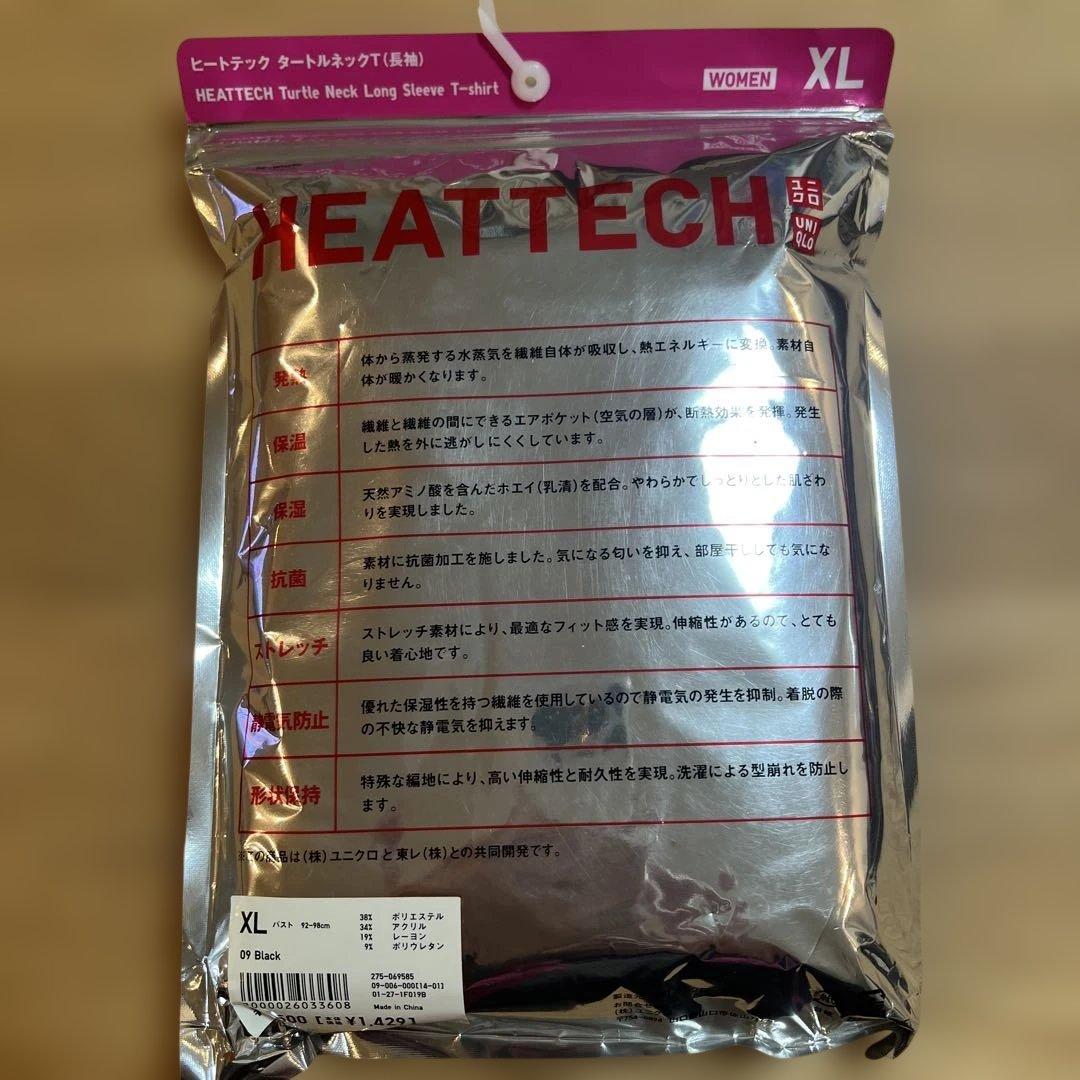 ヒートテック タートルネックT(長袖)
HEATTECH Turtle Neck Long Sleeve T-shirt
WOMEN XL
HEATTECH
ユニクロ
UNIQLO
発熱
体から蒸発する水蒸気を繊維自体が吸収し、熱エネルギーに変換。素材自
体が暖かくなります。
保温
繊維と繊維の間にできるエアポケット(空気の層)が、断熱効果を発揮。発生
した熱を外に逃がしにくくしています。
保湿
天然アミノ酸を含んだホエイ(乳清)を配合。やわらかでしっとりとした肌ざわ
りを実現しました。
抗菌
素材に抗菌加工を施しました。気になる匂いを抑え、部屋干ししても気にな
りません。
ストレッチ
ストレッチ素材により、最適なフィット感を実現。伸縮性があるので、とても
良い着心地です。
静電気防止
優れた保湿性を持つ繊維を使用しているので静電気の発生を抑制。着脱の際
の不快な静電気を抑えます。
形状保持
特殊な編地により、高い伸縮性と耐久性を実現。洗濯による型崩れを防止し
ます。
※この商品は(株)ユニクロと東レ(株)との共同開発です。
XL バスト 92-98cm
38% ポリエステル
34% アクリル
19% レーヨン
9% ポリウレタン
09 Black
275-069585
09-006-000[14-01]
01-27-1F019B
000026033608
Made in China
¥1,429]
(株)ユニクロ